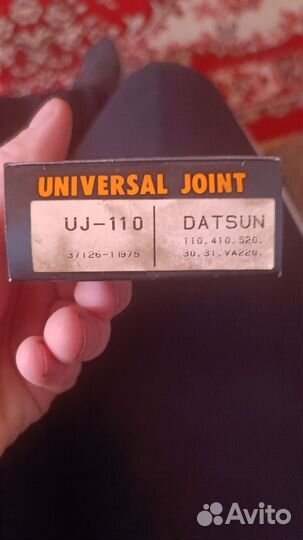 UNIVERSAL JOINT
UJ-110 DATSUN
37126-11975 110.410.520.
30.31.VA220.
Avito